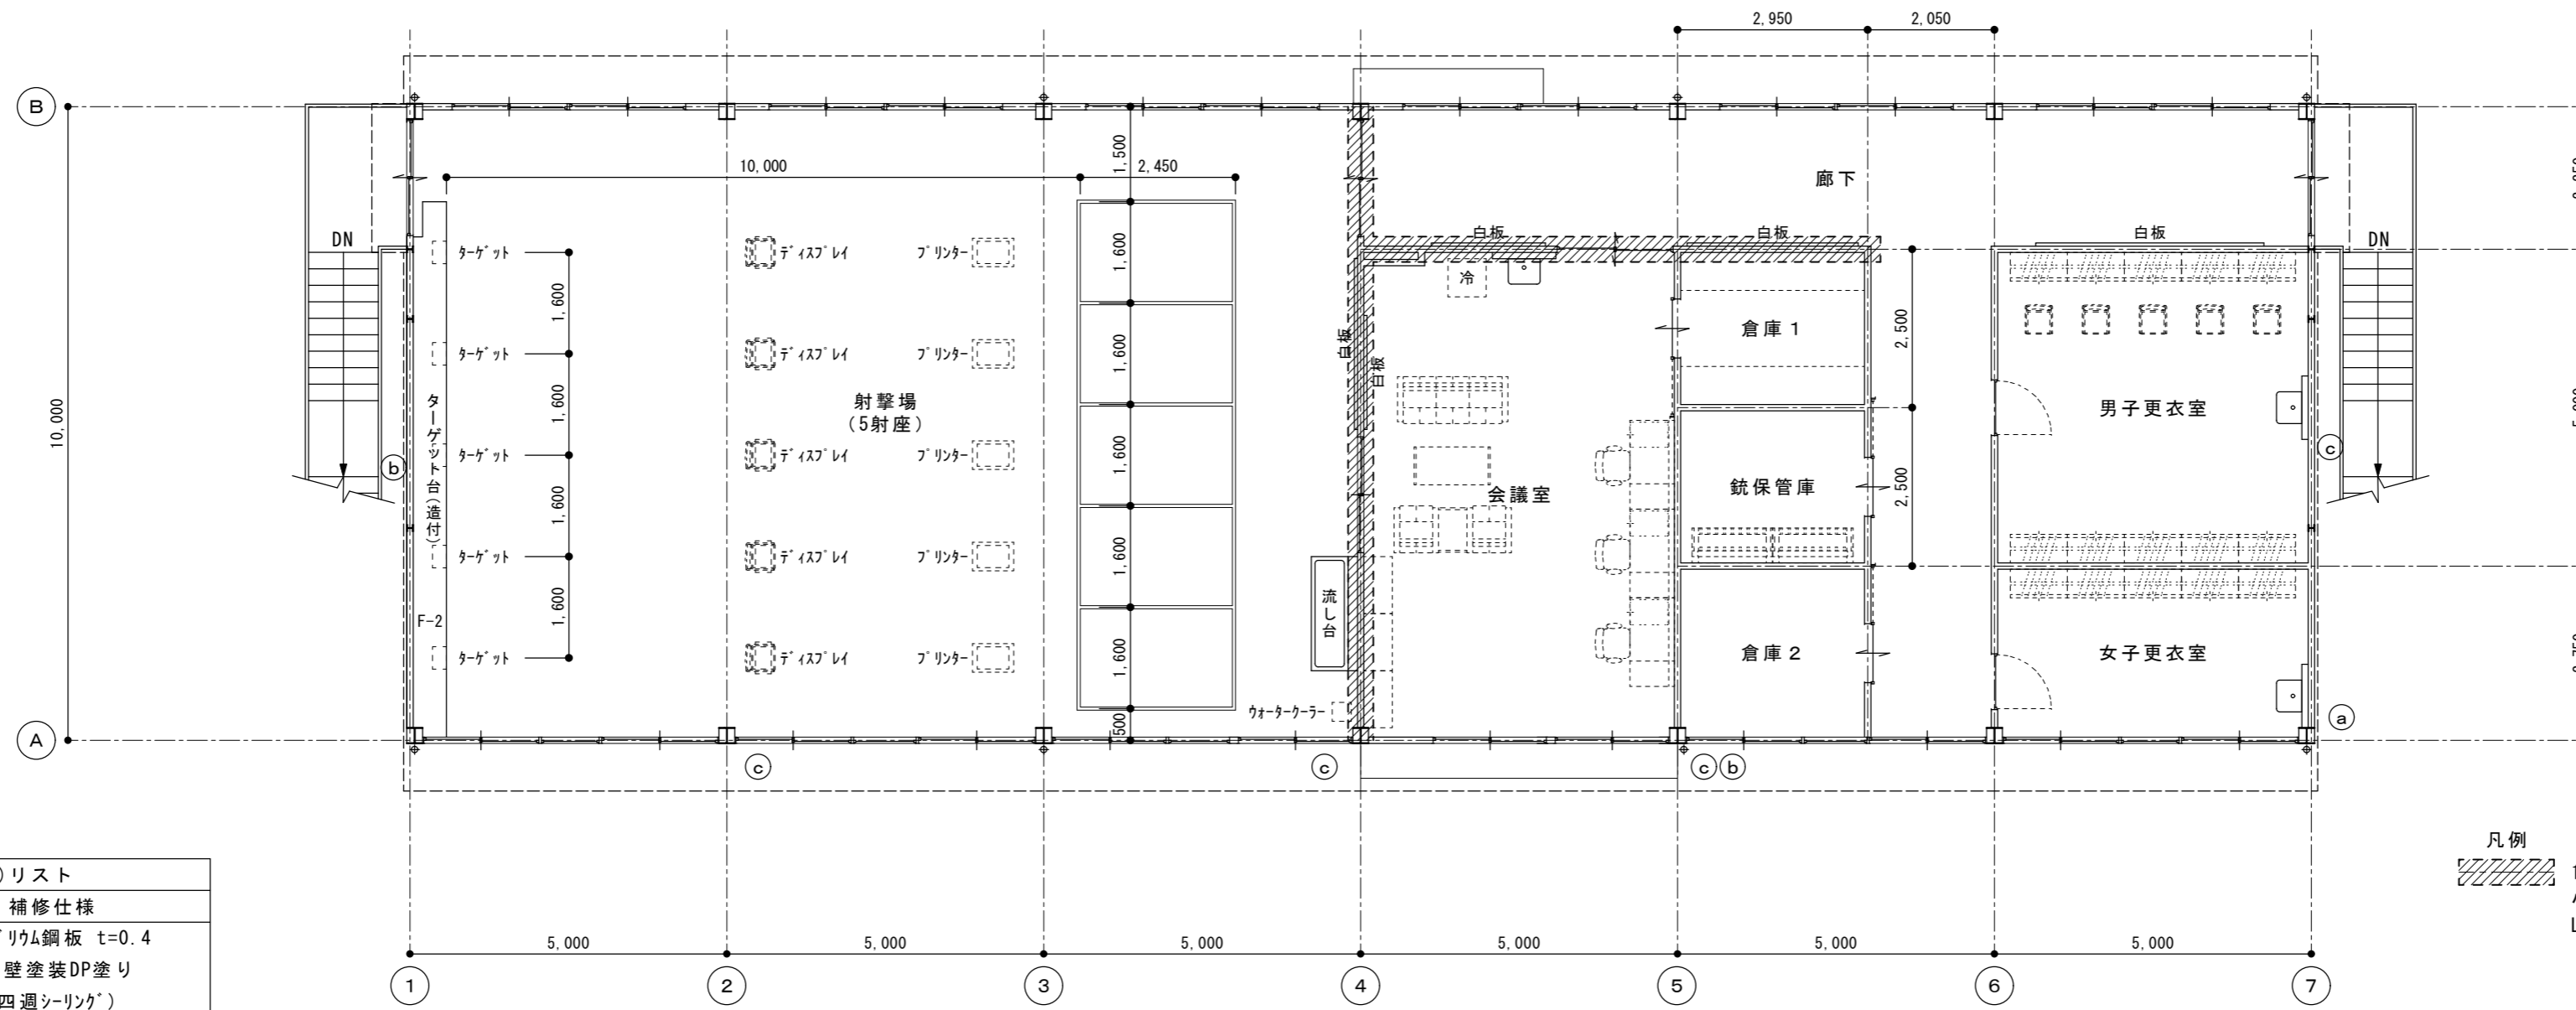 2,950
2,050
B
10,000
2,450
1,500
廊下
DN
ターゲット
ディスプレイ
プリンター
1,600
白板
白板
白板
DN
冷
1,600
倉庫1
2,500
ターゲット
ディスプレイ
プリンター
1,600
白板
白板
10,000
射撃場
(5射座)
男子更衣室
1,600
ターゲット台(造付)
ターゲット
ディスプレイ
プリンター
1,600
b
会議室
銃保管庫
2,500
c
1,600
ターゲット
ディスプレイ
プリンター
1,600
流し台
F-2
1,600
倉庫2
女子更衣室
ターゲット
ディスプレイ
プリンター
1,600
ウォータークーラー
500
a
A
c
c
c
b
凡例
リスト
補修仕様
リウム鋼板 t=0.4
壁塗装DP塗り
四週シーリング)
5,000
5,000
5,000
5,000
5,000
5,000
1
2
3
4
5
6
7